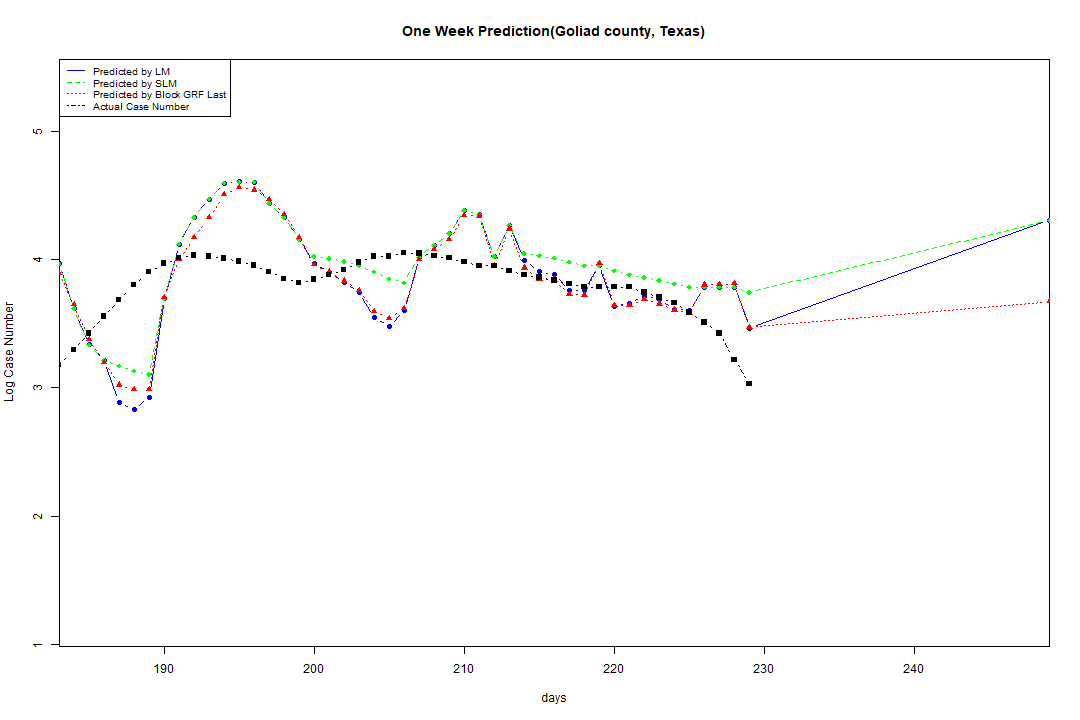 One Week Prediction(Goliad county, Texas)
Predicted by LM
Predicted by SLM
Predicted by Block GRF Last
Actual Case Number
5
4
3
2
1
Log Case Number
190 200 210 220 230 240
days